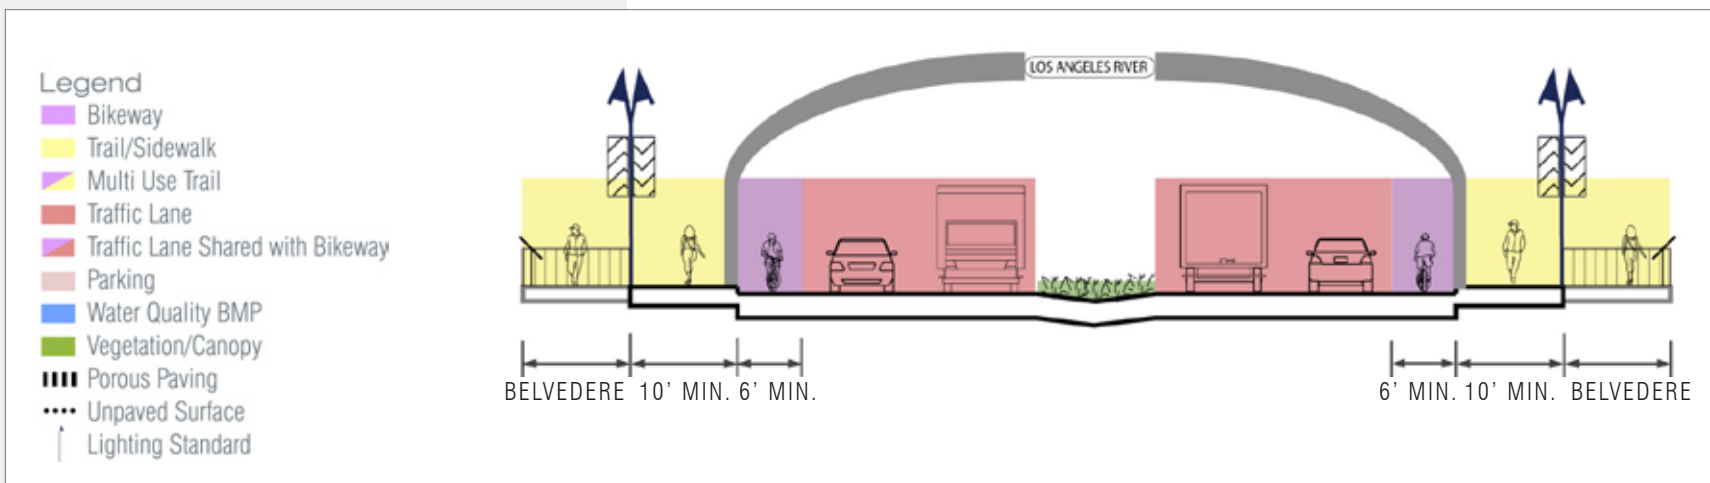 Legend
Bikeway
Trail/Sidewalk
Multi Use Trail
Traffic Lane
Traffic Lane Shared with Bikeway
Parking
Water Quality BMP
Vegetation/Canopy
Porous Paving
Unpaved Surface
Lighting Standard
LOS ANGELES RIVER
BELVEDERE 10' MIN. 6' MIN.
6' MIN. 10' MIN. BELVEDERE